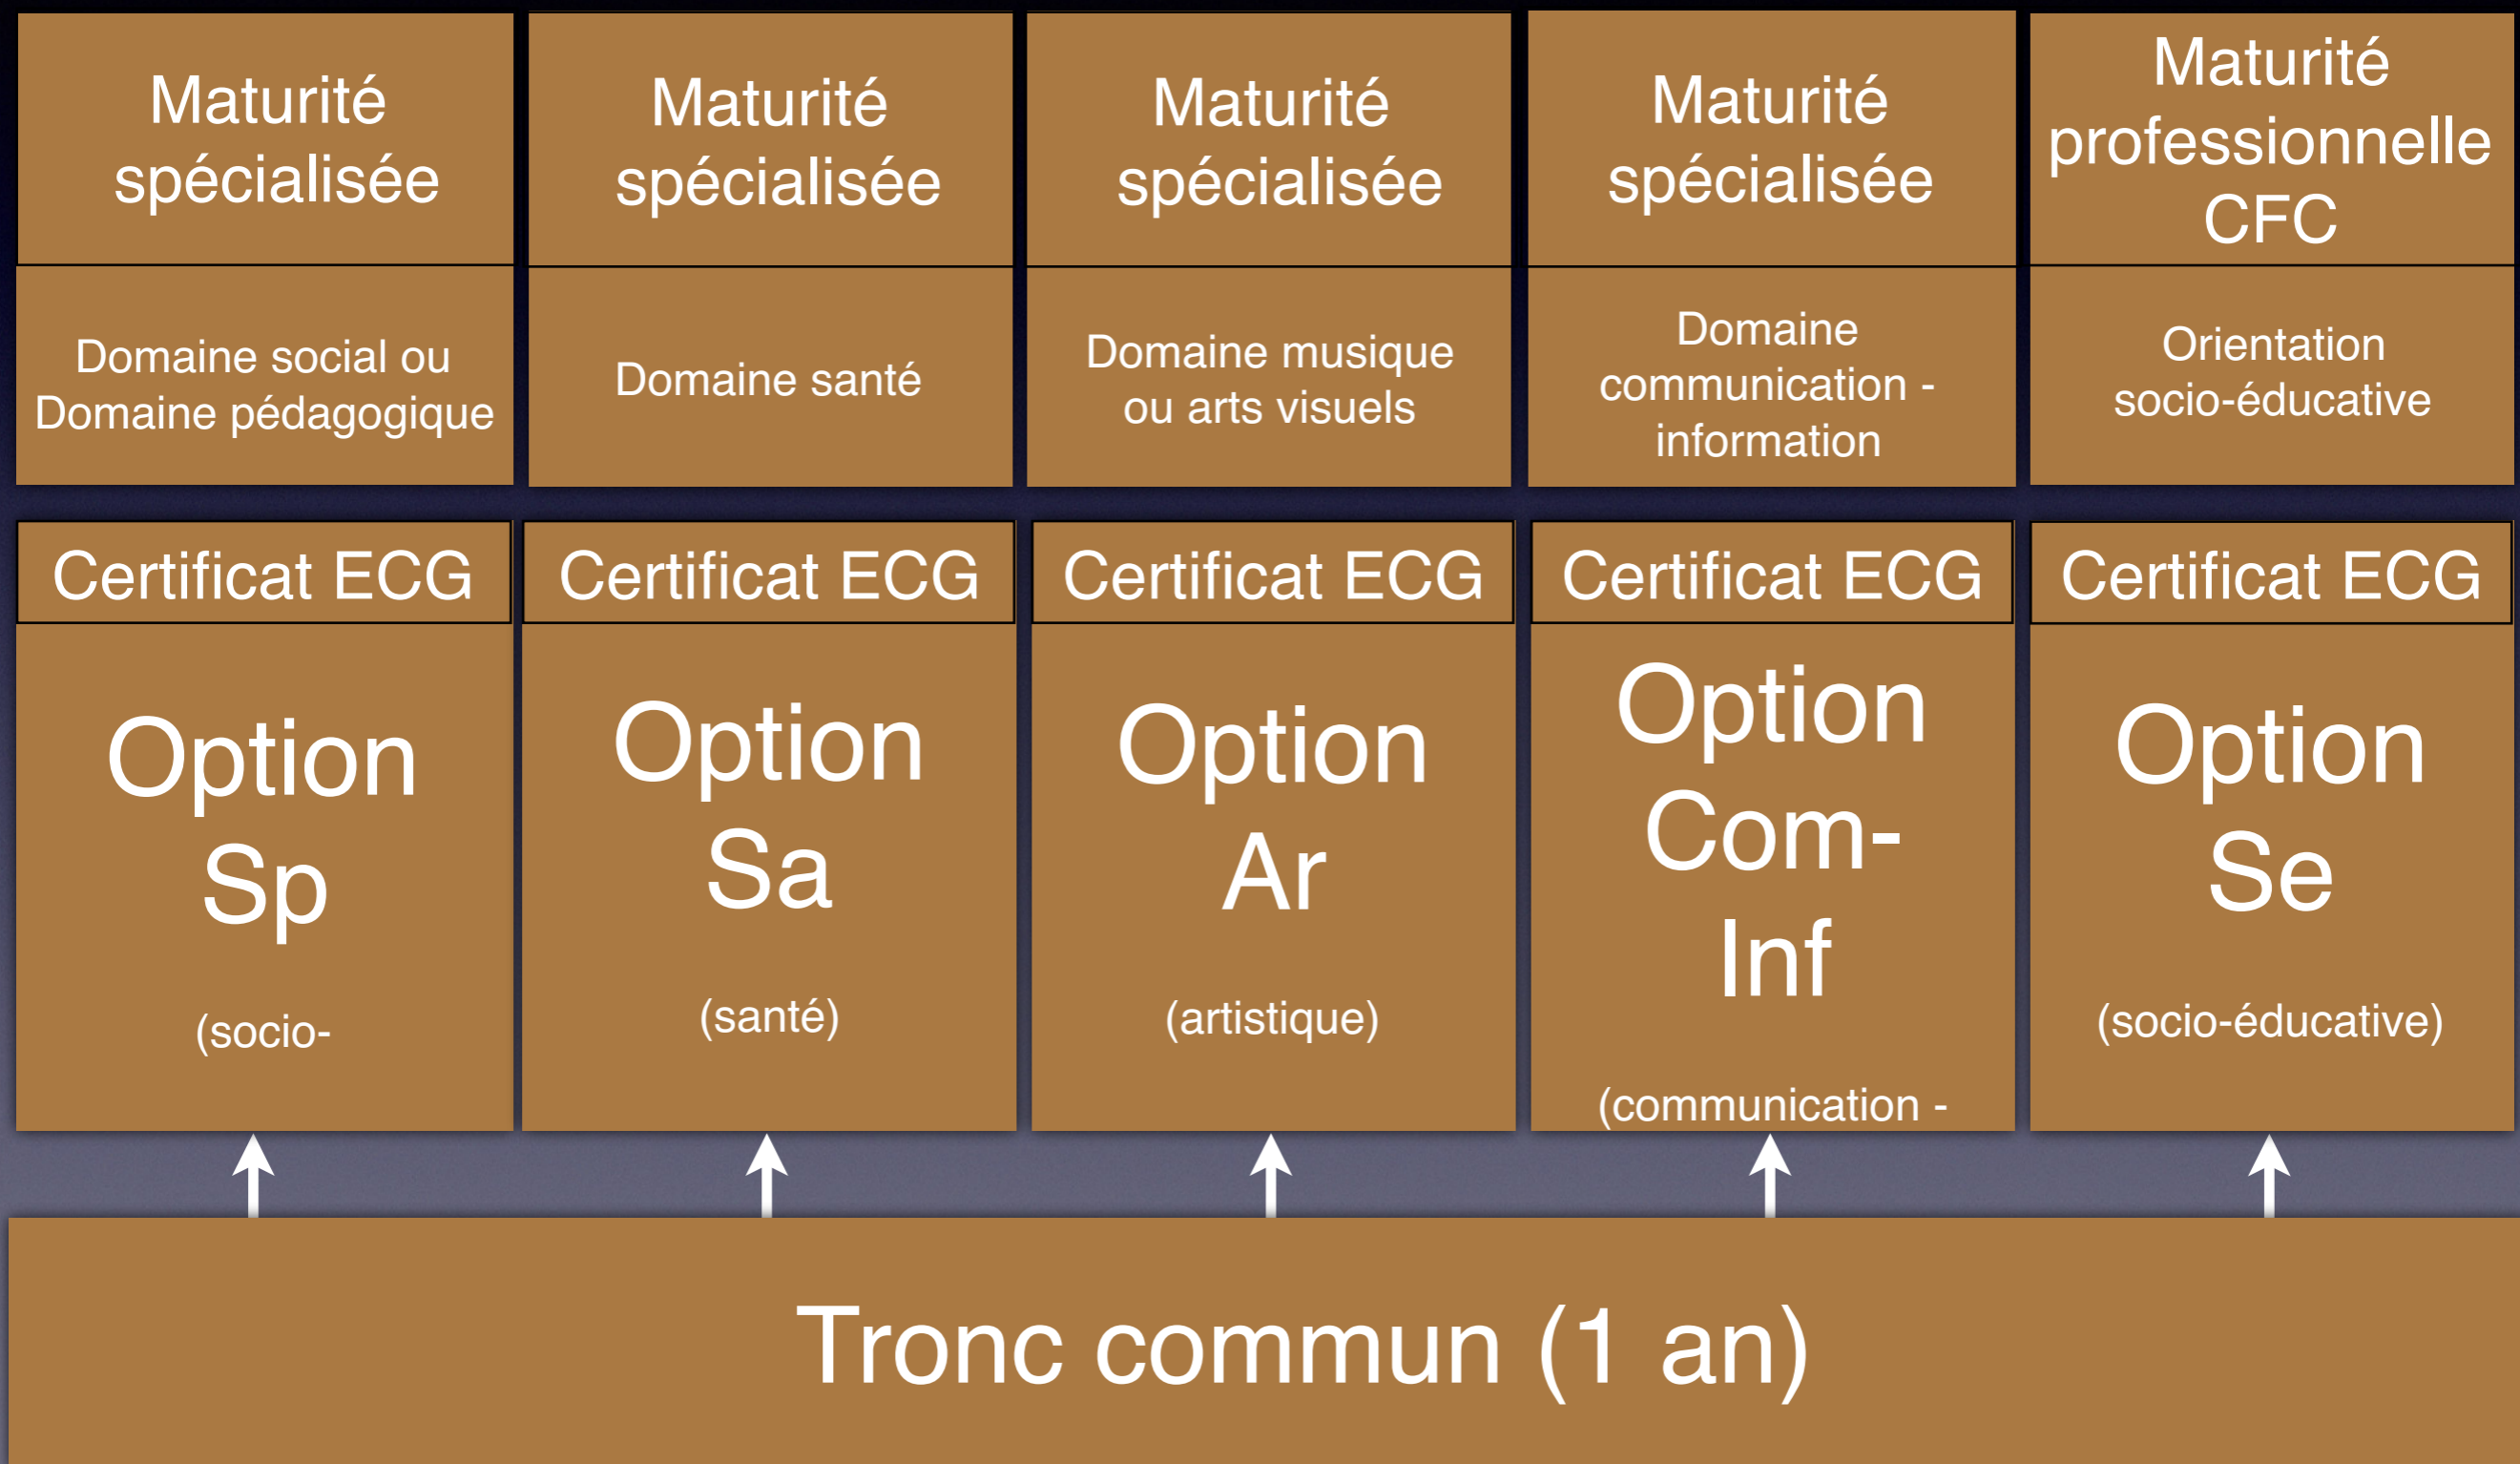 Maturité
spécialisée
Domaine social ou
Domaine pédagogique
Maturité
spécialisée
Domaine santé
Maturité
spécialisée
Domaine musique
ou arts visuels
Maturité
spécialisée
Domaine
communication -
information
Maturité
professionnelle
CFC
Orientation
socio-éducative
Certificat ECG
Option
Sp
(socio-
Certificat ECG
Option
Sa
(santé)
Certificat ECG
Option
Ar
(artistique)
Certificat ECG
Option
Com-
Inf
(communication -
Certificat ECG
Option
Se
(socio-éducative)
Tronc commun (1 an)